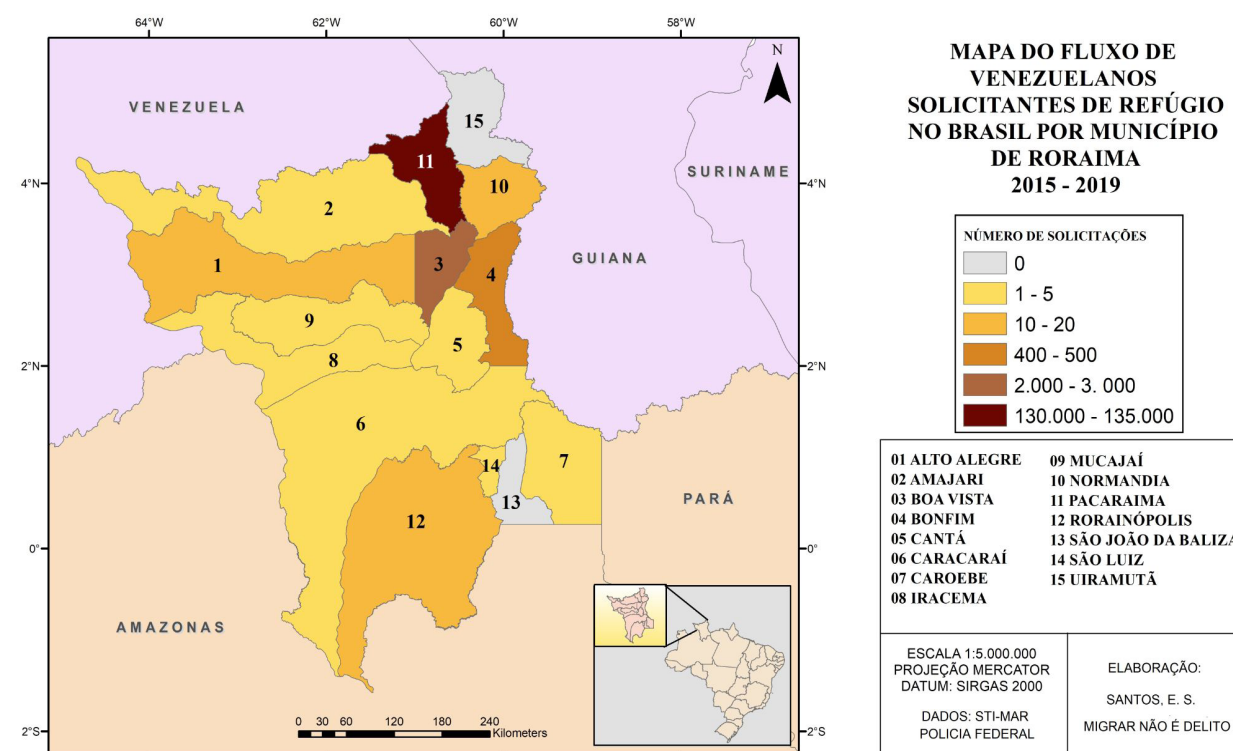 64°W 62°W 60°W 58°W
N
VENEZUELA
15
11
4°N
SURINAME
10
2
GUIANA
1
3
4
9
5
2°N
8
6
14
7
13
PARÁ
12
0°
AMAZONAS
0 30 60 120 180 240
Kilometers
2°S
MAPA DO FLUXO DE
VENEZUELANOS
SOLICITANTES DE REFÚGIO
NO BRASIL POR MUNICÍPIO
DE RORAIMA
2015 - 2019
NÚMERO DE SOLICITAÇÕES
0
1 - 5
10 - 20
400 - 500
2.000 - 3. 000
130.000 - 135.000
01 ALTO ALEGRE
02 AMAJARI
03 BOA VISTA
04 BONFIM
05 CANTÁ
06 CARACARAÍ
07 CAROEBE
08 IRACEMA
09 MUCAJAÍ
10 NORMANDIA
11 PACARAIMA
12 RORAINÓPOLIS
13 SÃO JOÃO DA BALIZA
14 SÃO LUIZ
15 UIRAMUTÃ
ESCALA 1:5.000.000
PROJEÇÃO MERCATOR
DATUM: SIRGAS 2000
DADOS: STI-MAR
POLICIA FEDERAL
ELABORAÇÃO:
SANTOS, E. S.
MIGRAR NÃO É DELITO